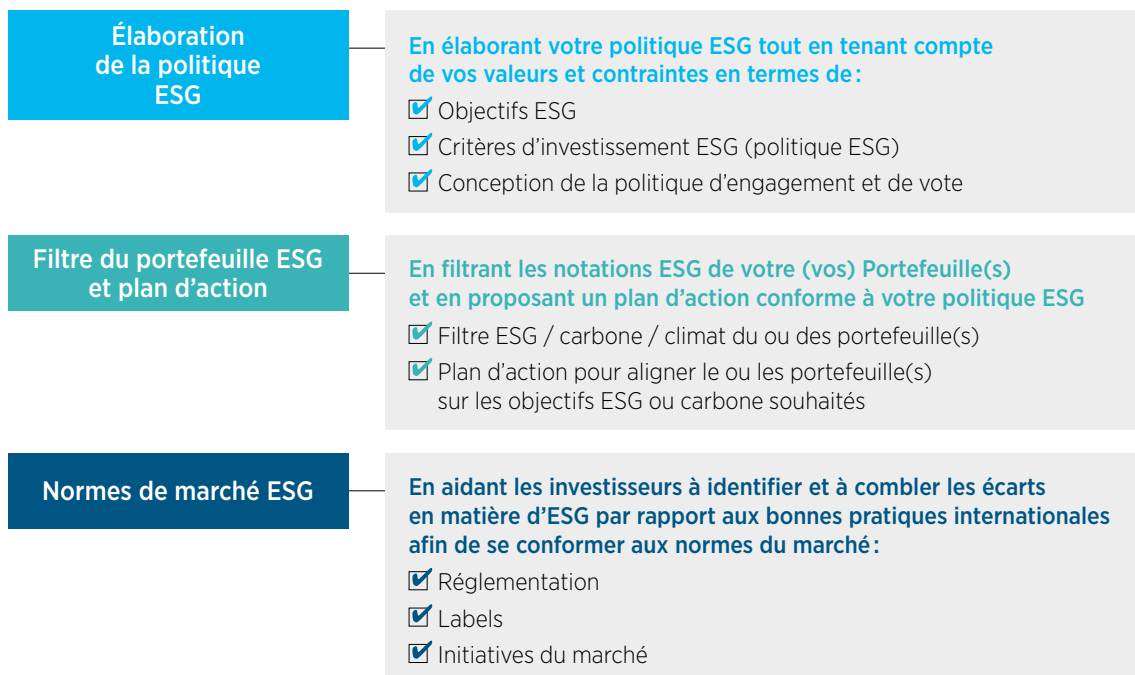 Élaboration
de la politique
ESG
En élaborant votre politique ESG tout en tenant compte
de vos valeurs et contraintes en termes de :
Objectifs ESG
Critères d’investissement ESG (politique ESG)
Conception de la politique d’engagement et de vote
Filtre du portefeuille ESG
et plan d’action
En filtrant les notations ESG de votre (vos) Portefeuille(s)
et en proposant un plan d’action conforme à votre politique ESG
Filtre ESG / carbone / climat du ou des portefeuille(s)
Plan d’action pour aligner le ou les portefeuille(s)
sur les objectifs ESG ou carbone souhaités
Normes de marché ESG
En aidant les investisseurs à identifier et à combler les écarts
en matière d’ESG par rapport aux bonnes pratiques internationales
afin de se conformer aux normes du marché :
Réglementation
Labels
Initiatives du marché